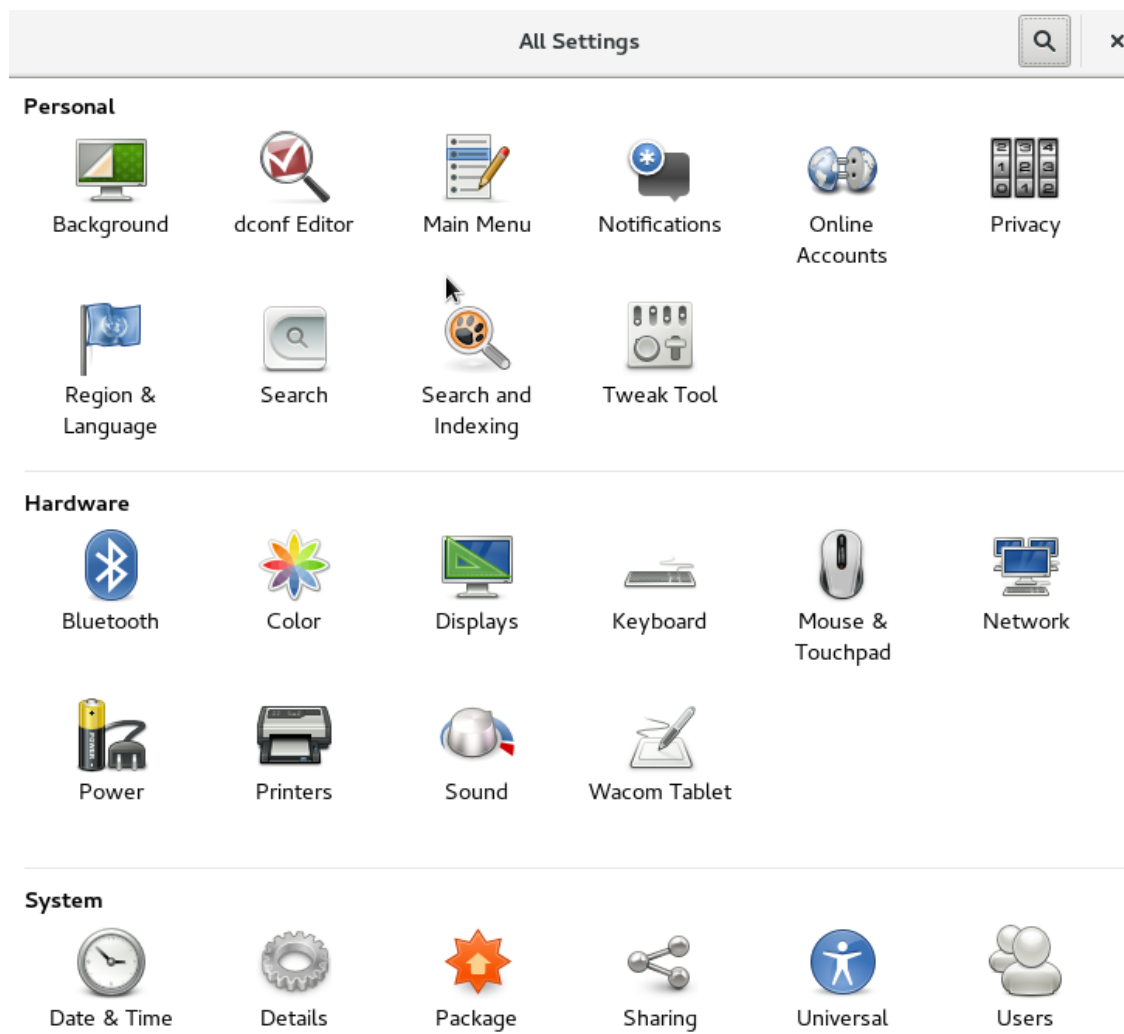 All Settings
Personal
Background dconf Editor Main Menu Notifications Online Accounts Privacy
Region & Language Search Search and Indexing Tweak Tool
Hardware
Bluetooth Color Displays Keyboard Mouse & Touchpad Network
Power Printers Sound Wacom Tablet
System
Date & Time Details Package Sharing Universal Users